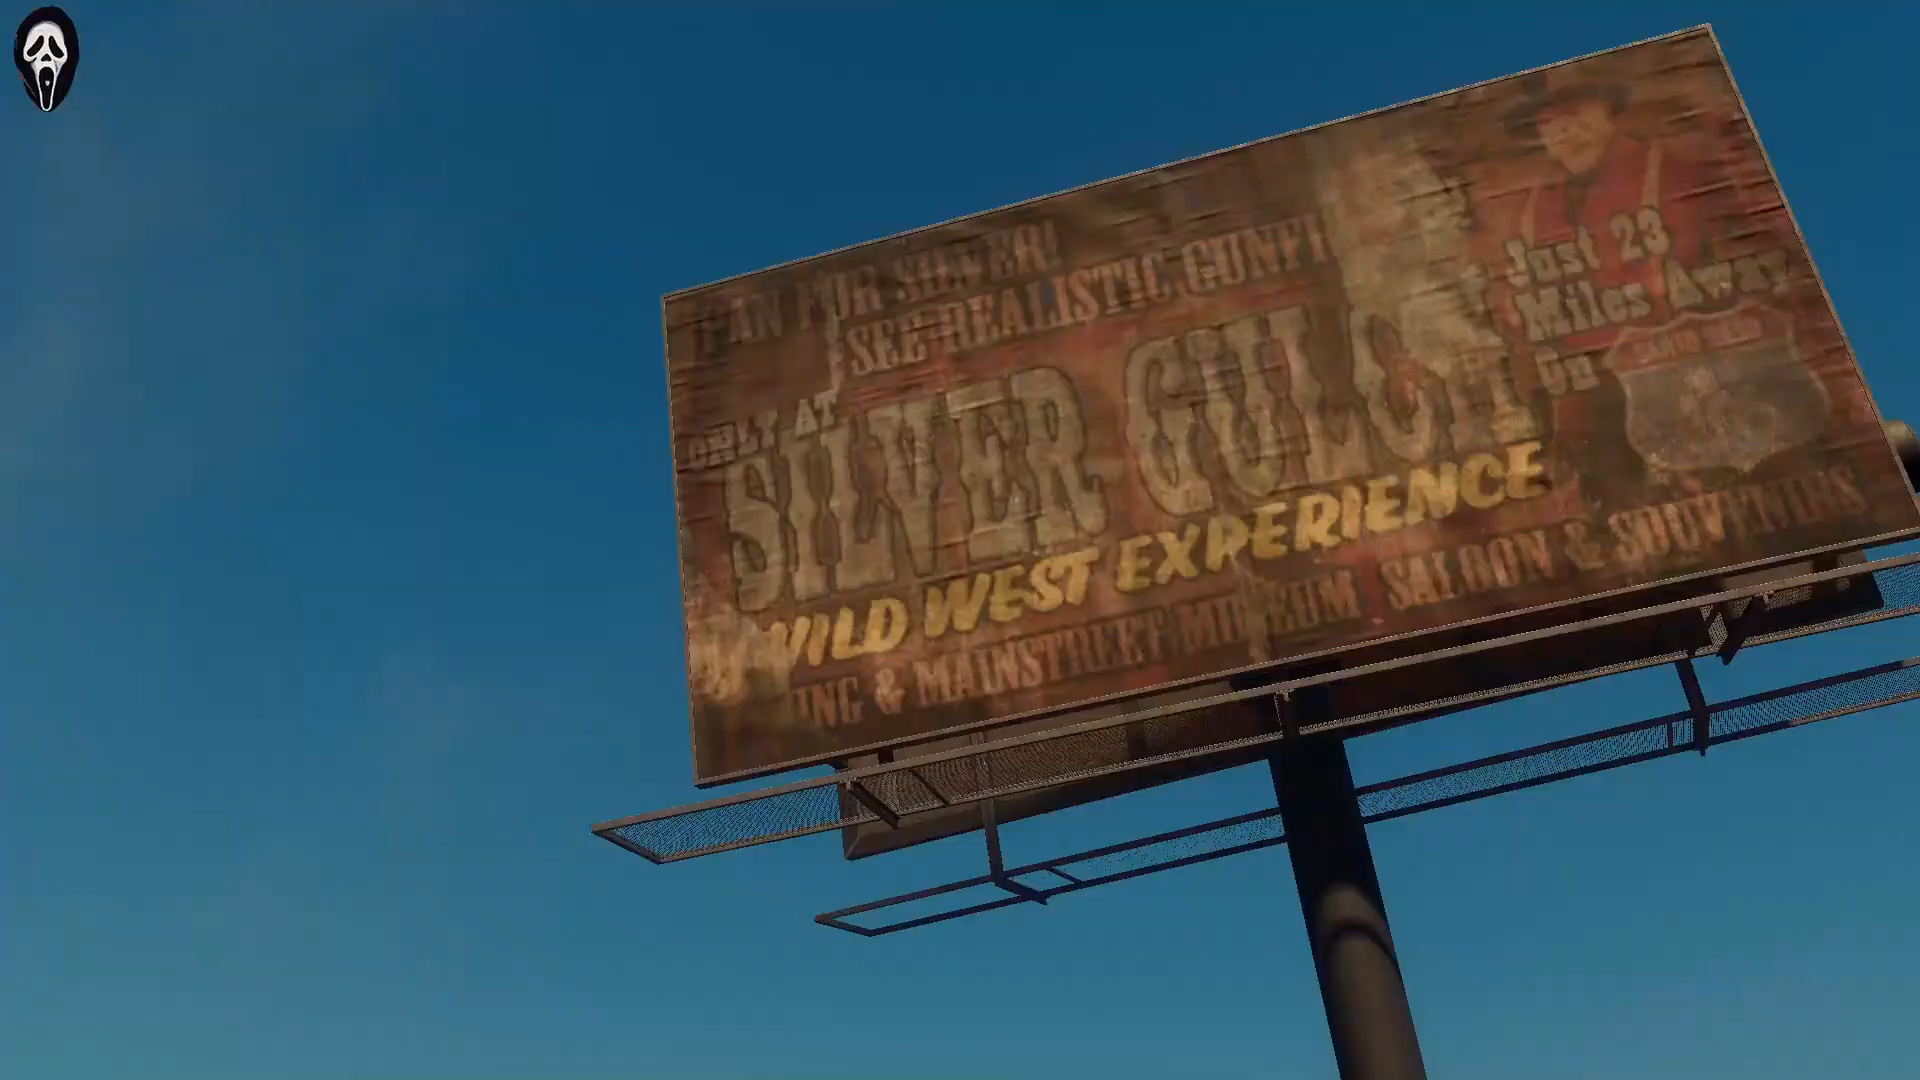 PAN FOR SILVER!
SEE REALISTIC GUNFI
Just 23
Miles Away
On
ONLY AT
SILVER GULCH
WILD WEST EXPERIENCE
& MAINSTREET MUSEUM SALOON & SOUVENIRS